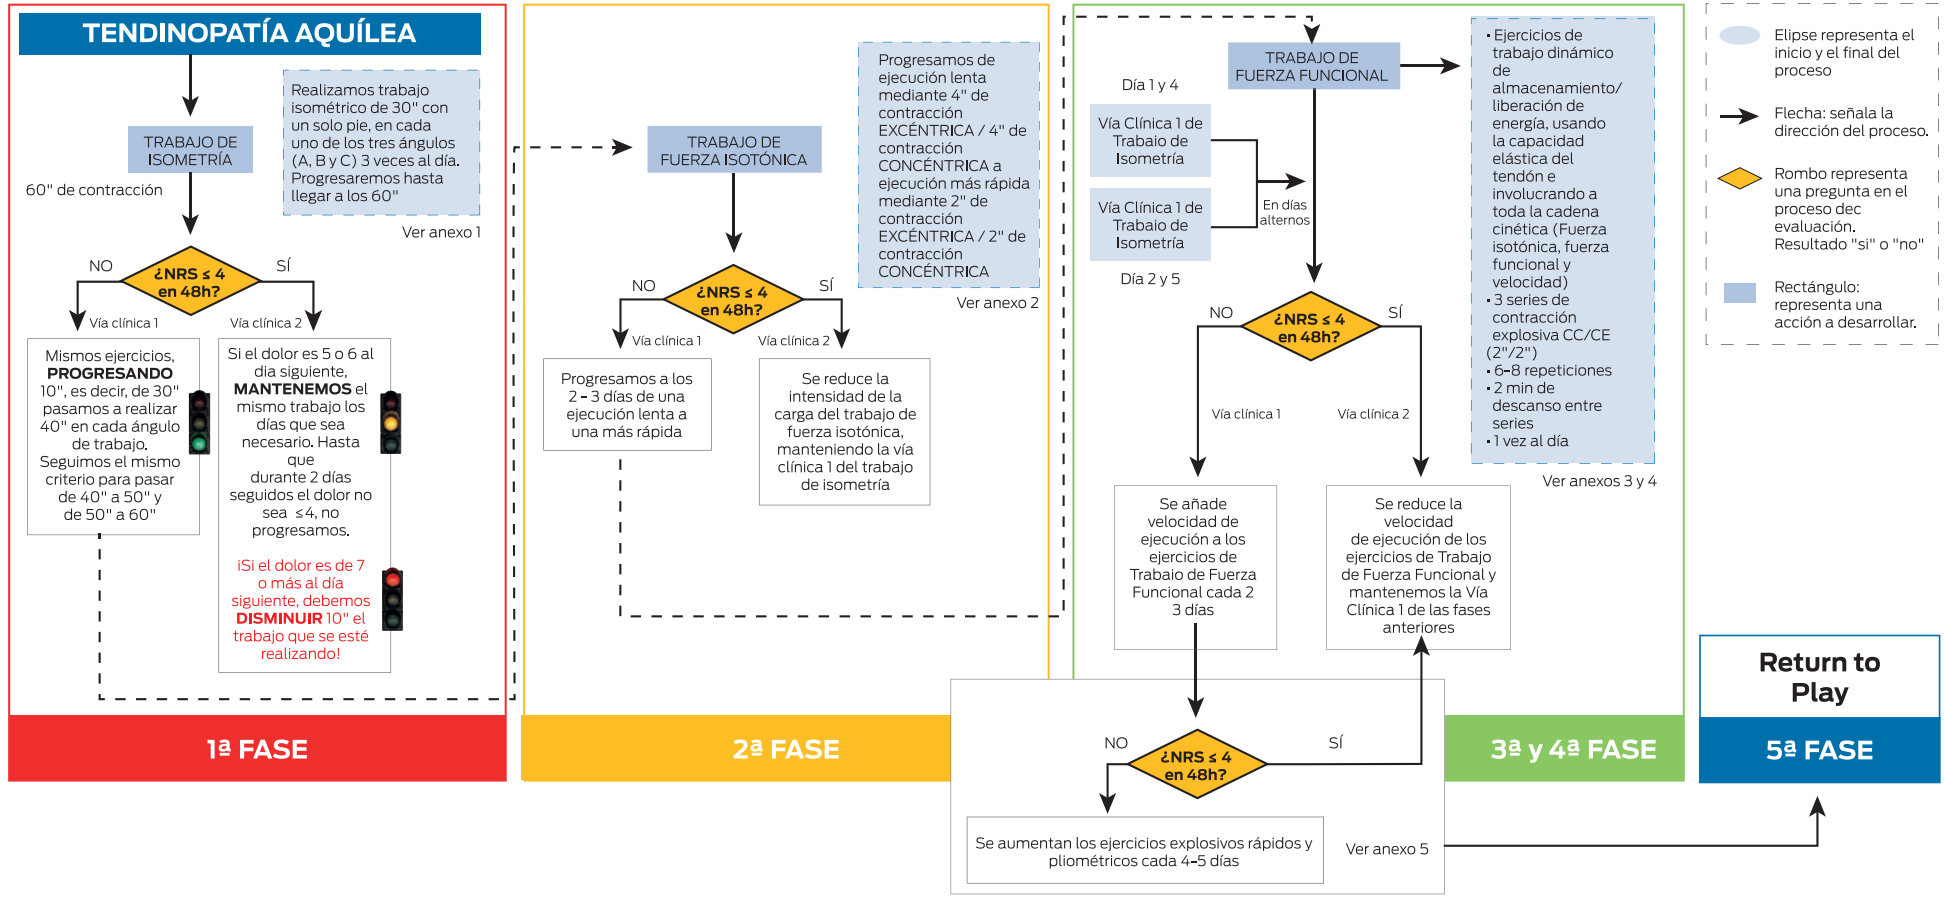 TENDINOPATÍA AQUÍLEA
Realizamos trabajo
isométrico de 30" con
un solo pie, en cada
uno de los tres ángulos
(A, B y C) 3 veces al día.
Progresaremos hasta
llegar a los 60"
Ver anexo 1
TRABAJO DE
ISOMETRÍA
60" de contracción
¿NRS ≤ 4
en 48h?
NO
SÍ
Vía clínica 1
Vía clínica 2
Mismos ejercicios,
PROGRESANDO
10", es decir, de 30"
pasamos a realizar
40" en cada ángulo
de trabajo.
Seguimos el mismo
criterio para pasar
de 40" a 50" y
de 50" a 60"
Si el dolor es 5 o 6 al
dia siguiente,
MANTENEMOS el
mismo trabajo los
días que sea
necesario. Hasta
que
durante 2 días
seguidos el dolor no
sea ≤4, no
progresamos.
¡Si el dolor es de 7
o más al día
siguiente, debemos
DISMINUIR 10" el
trabajo que se esté
realizando!
1ª FASE
TRABAJO DE
FUERZA ISOTÓNICA
Progresamos de
ejecución lenta
mediante 4" de
contracción
EXCÉNTRICA / 4" de
contracción
CONCÉNTRICA a
ejecución más rápida
mediante 2" de
contracción
EXCÉNTRICA / 2" de
contracción
CONCÉNTRICA
Ver anexo 2
¿NRS ≤ 4
en 48h?
NO
SÍ
Vía clínica 1
Vía clínica 2
Progresamos a los
2 - 3 días de una
ejecución lenta a
una más rápida
Se reduce la
intensidad de la
carga del trabajo de
fuerza isotónica,
manteniendo la vía
clínica 1 del trabajo
de isometría
2ª FASE
TRABAJO DE
FUERZA FUNCIONAL
Día 1 y 4
Vía Clínica 1 de
Trabaio de
Isometría
Vía Clínica 1 de
Trabajo de
Isometría
Día 2 y 5
En días
alternos
• Ejercicios de
trabajo dinámico
de
almacenamiento/
liberación de
energía, usando
la capacidad
elástica del
tendón e
involucrando a
toda la cadena
cinética (Fuerza
isotónica, fuerza
funcional y
velocidad)
• 3 series de
contracción
explosiva CC/CE
(2"/2")
• 6-8 repeticiones
• 2 min de
descanso entre
series
• 1 vez al día
Ver anexos 3 y 4
¿NRS ≤ 4
en 48h?
NO
SÍ
Vía clínica 1
Vía clínica 2
Se añade
velocidad de
ejecución a los
ejercicios de
Trabaio de Fuerza
Funcional cada 2
3 días
Se reduce la
velocidad
de ejecución de los
ejercicios de Trabajo
de Fuerza Funcional y
mantenemos la Vía
Clínica 1 de las fases
anteriores
¿NRS ≤ 4
en 48h?
NO
SÍ
Se aumentan los ejercicios explosivos rápidos y
pliométricos cada 4-5 días
Ver anexo 5
3ª y 4ª FASE
Elipse representa el
inicio y el final del
proceso
Flecha: señala la
dirección del proceso.
Rombo representa
una pregunta en el
proceso dec
evaluación.
Resultado "si" o "no"
Rectángulo:
representa una
acción a desarrollar.
Return to
Play
5ª FASE